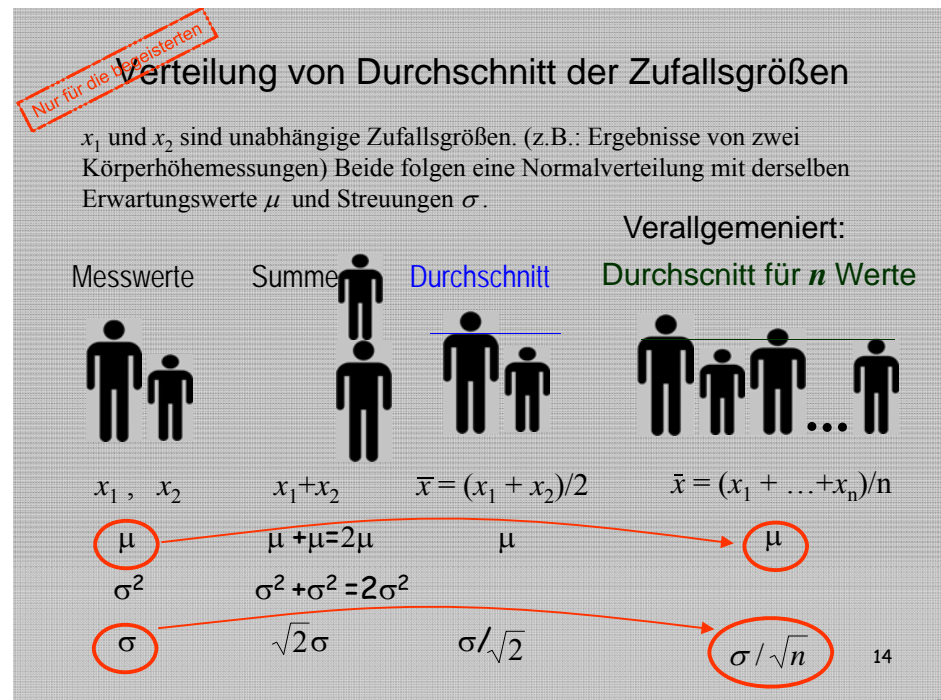 Nur für die begeisterten
Verteilung von Durchschnitt der Zufallsgrößen
x₁ und x₂ sind unabhängige Zufallsgrößen. (z.B.: Ergebnisse von zwei
Körperhöhemessungen) Beide folgen eine Normalverteilung mit derselben
Erwartungswerte μ und Streuungen σ.
Verallgemeniert:
Messwerte Summe Durchschnitt Durchscnitt für n Werte
...
x₁ , x₂ x₁+x₂ x̄ = (x₁ + x₂)/2 x̄ = (x₁ + …+xₙ)/n
μ μ+μ=2μ μ μ
σ² σ²+σ²=2σ²
σ √2σ σ/√2 σ/√n
14